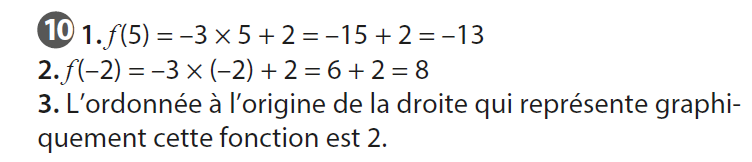 10 1. f(5) = –3 × 5 + 2 = –15 + 2 = –13
2. f(–2) = –3 × (–2) + 2 = 6 + 2 = 8
3. L’ordonnée à l’origine de la droite qui représente graphi-
quement cette fonction est 2.